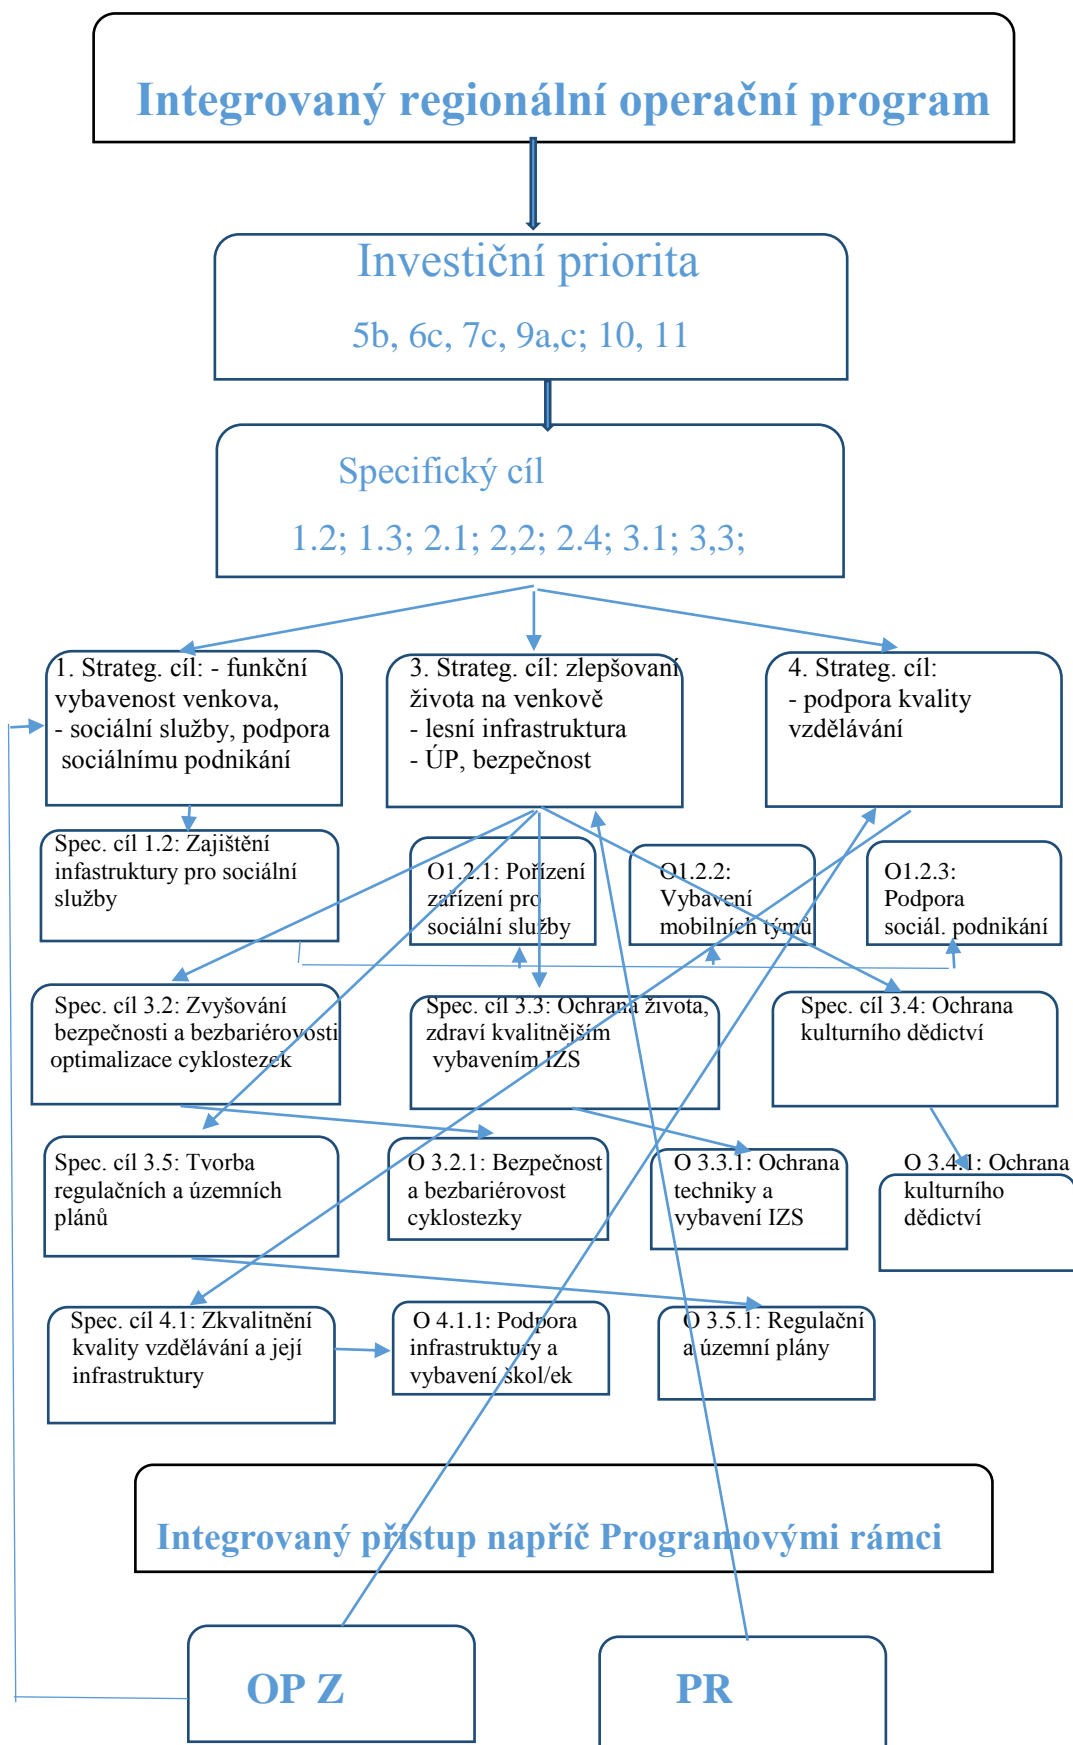 Integrovaný regionální operační program
Investiční priorita
5b, 6c, 7c, 9a,c; 10, 11
Specifický cíl
1.2; 1.3; 2.1; 2,2; 2.4; 3.1; 3,3;
1. Strateg. cíl: - funkční
vybavenost venkova,
- sociální služby, podpora
sociálnímu podnikání
3. Strateg. cíl: zlepšovaní
života na venkově
- lesní infrastruktura
- ÚP, bezpečnost
4. Strateg. cíl:
- podpora kvality
vzdělávání
Spec. cíl 1.2: Zajištění
infastruktury pro sociální
služby
O1.2.1: Pořízení
zařízení pro
sociální služby
O1.2.2:
Vybavení
mobilních týmů
O1.2.3:
Podpora
sociál. podnikání
Spec. cíl 3.2: Zvyšování
bezpečnosti a bezbariérovosti
optimalizace cyklostezek
Spec. cíl 3.3: Ochrana života,
zdraví kvalitnějším
vybavením IZS
Spec. cíl 3.4: Ochrana
kulturního dědictví
Spec. cíl 3.5: Tvorba
regulačních a územních
plánů
O 3.2.1: Bezpečnost
a bezbariérovost
cyklostezky
O 3.3.1: Ochrana
techniky a
vybavení IZS
O 3.4.1: Ochrana
kulturního
dědictví
Spec. cíl 4.1: Zkvalitnění
kvality vzdělávání a její
infrastruktury
O 4.1.1: Podpora
infrastruktury a
vybavení škol/ek
O 3.5.1: Regulační
a územní plány
Integrovaný přístup napříč Programovými rámci
OP Z
PR